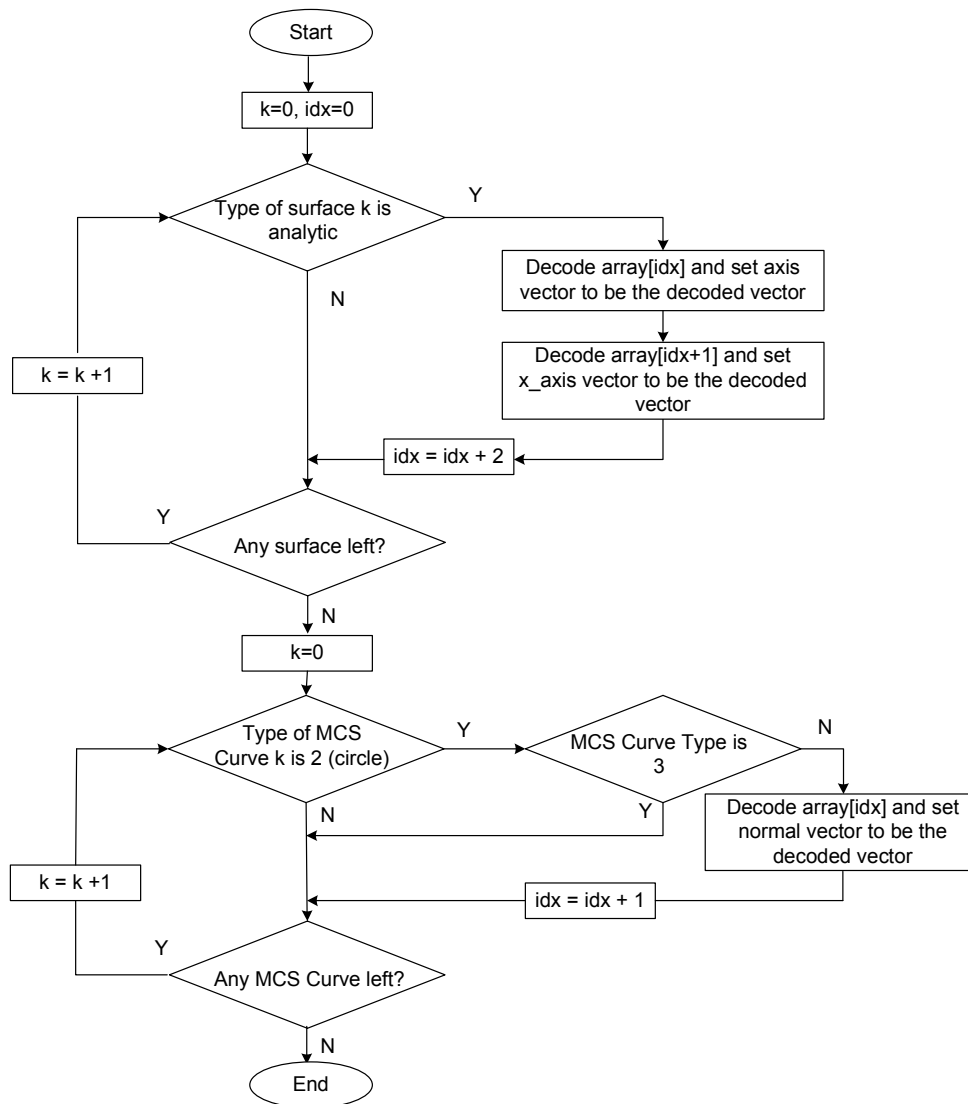 Start
k=0, idx=0
Type of surface k is
analytic
Y
N
Decode array[idx] and set axis
vector to be the decoded vector
Decode array[idx+1] and set
x_axis vector to be the decoded
vector
k = k +1
idx = idx + 2
Y
Any surface left?
N
k=0
Type of MCS
Curve k is 2 (circle)
Y
N
MCS Curve Type is
3
N
Y
Decode array[idx] and set
normal vector to be the
decoded vector
k = k +1
idx = idx + 1
Y
Any MCS Curve left?
N
End